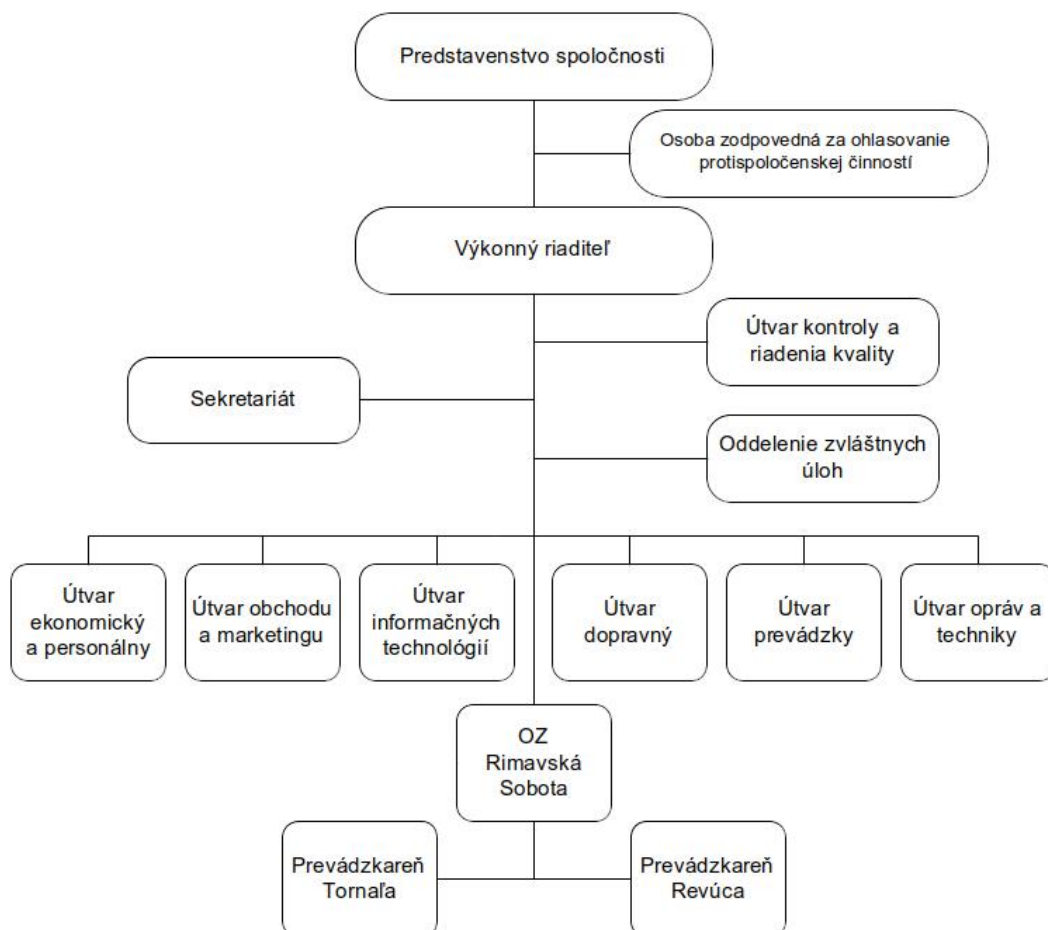 Predstavenstvo spoločnosti
Osoba zodpovedná za ohlasovanie
protispoločenskej činností
Výkonný riaditeľ
Útvar kontroly a
riadenia kvality
Sekretariát
Oddelenie zvláštnych
úloh
Útvar
ekonomický
a personálny
Útvar obchodu
a marketingu
Útvar
informačných
technológií
Útvar
dopravný
Útvar
prevádzky
Útvar opráv a
techniky
OZ
Rimavská
Sobota
Prevádzkareň
Tornaľa
Prevádzkareň
Revúca